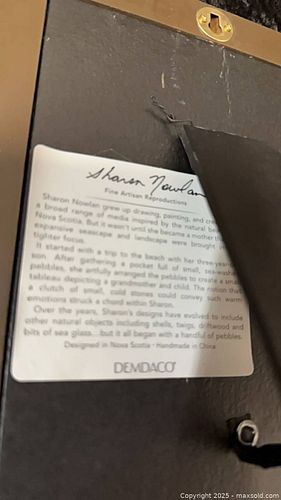 Sharon Nowlan
Fine Artisan Reproductions
Sharon Nowlan grew up drawing, painting, and
a broad range of media inspired by the natural
Nova Scotia. But it wasn't until she became a mother
expansive seascape and landscape were brought
tighter focus.
It started with a trip to the beach with her three-year
son. After gathering a pocket full of small, sea-washed
pebbles, she artfully arranged the pebbles to create a small
tableau depicting a grandmother and child. The notion that
a clutch of small, cold stones could convey such warm
emotions struck a chord within Sharon.
Over the years, Sharon's designs have evolved to include
other natural objects including shells, twigs, driftwood and
bits of sea glass... but it all began with a handful of pebbles.
Designed in Nova Scotia • Handmade in China
DEMDACO
Copyright © 2025 - maxsold.com